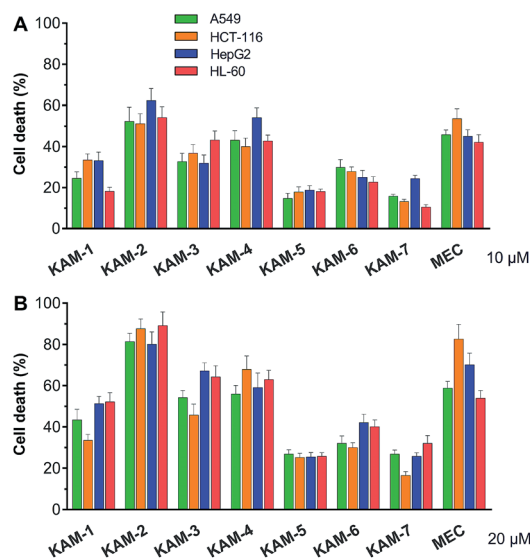 A
A549
HCT-116
HepG2
HL-60
Cell death (%)
100
80
60
40
20
0
KAM-1 KAM-2 KAM-3 KAM-4 KAM-5 KAM-6 KAM-7 MEC
10 µM
B
Cell death (%)
100
80
60
40
20
0
KAM-1 KAM-2 KAM-3 KAM-4 KAM-5 KAM-6 KAM-7 MEC
20 µM